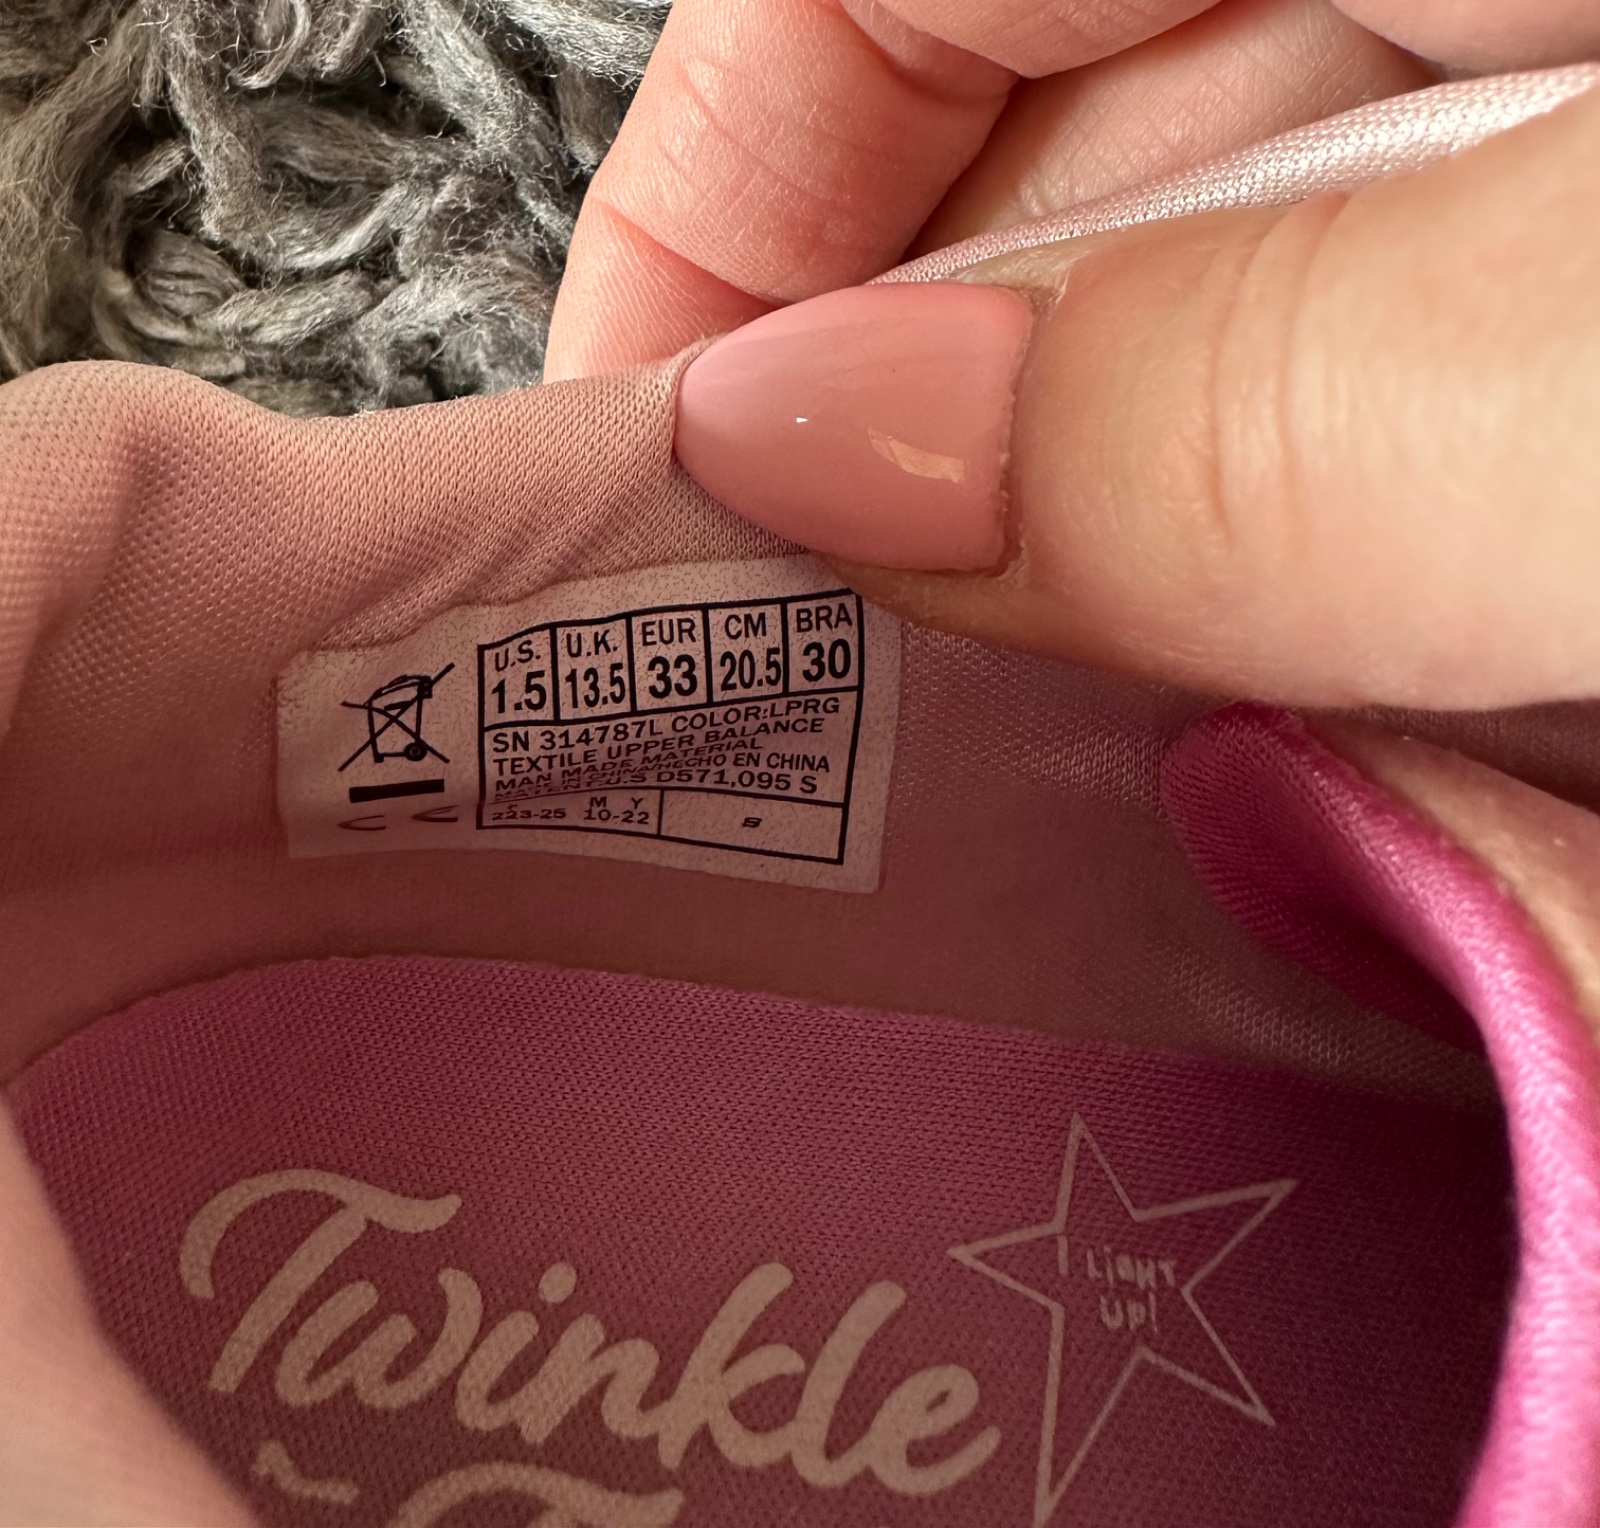 U.S. U.K. EUR CM BRA
1.5 13.5 33 20.5 30
SN 314787L COLOR:LPRG
TEXTILE UPPER BALANCE
MAN MADE MATERIAL
EN CHINA
U.S D571,095 S
M Y
223-25 10-22
CE
Twinkle
LIGHT
UP!